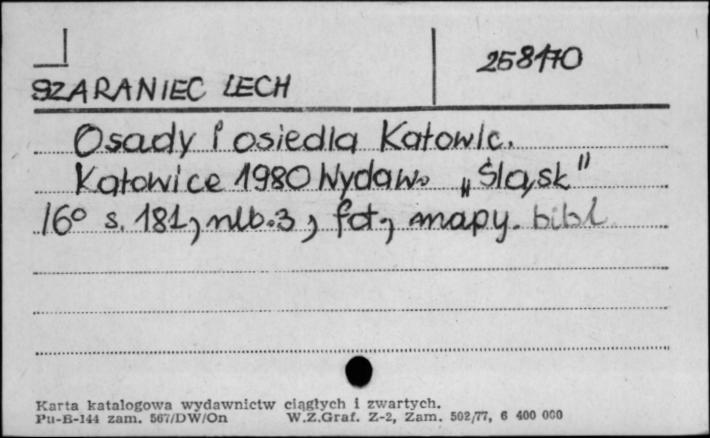 258170
SZARANIEC LECH
Osady i osiedla Katowic.
Katowice 1980 Wydaw. „Śląsk”
16° s. 181, nlb. 3, fot., mapy. bibl.
Karta katalogowa wydawnictw ciągłych i zwartych.
Pu-B-144 zam. 567/DW/On W.Z.Graf. Z-2, Zam. 502/77, 6 400 000